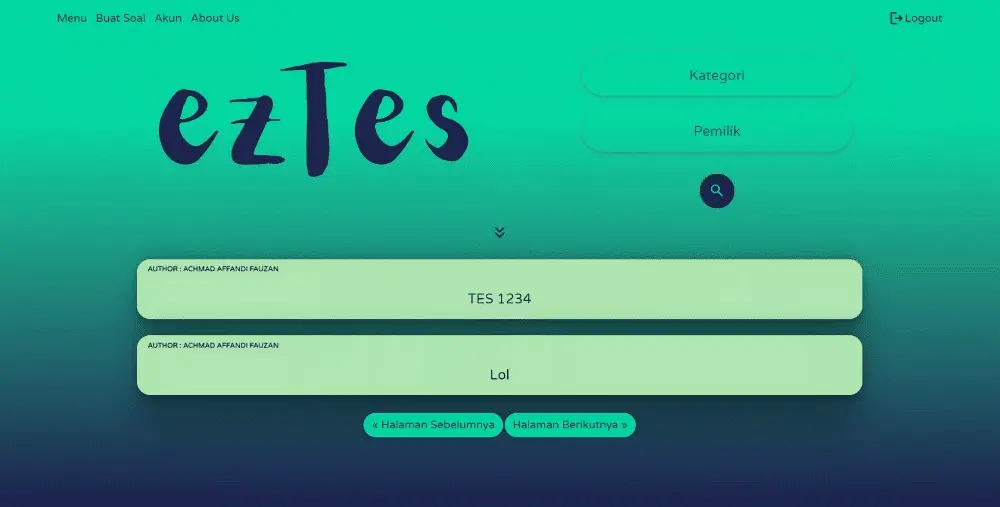 Menu Buat Soal Akun About Us Logout
ezTes
Kategori
Pemilik
AUTHOR : ACHMAD AFFANDI FAUZAN
TES 1234
AUTHOR : ACHMAD AFFANDI FAUZAN
Lol
« Halaman Sebelumnya Halaman Berikutnya »